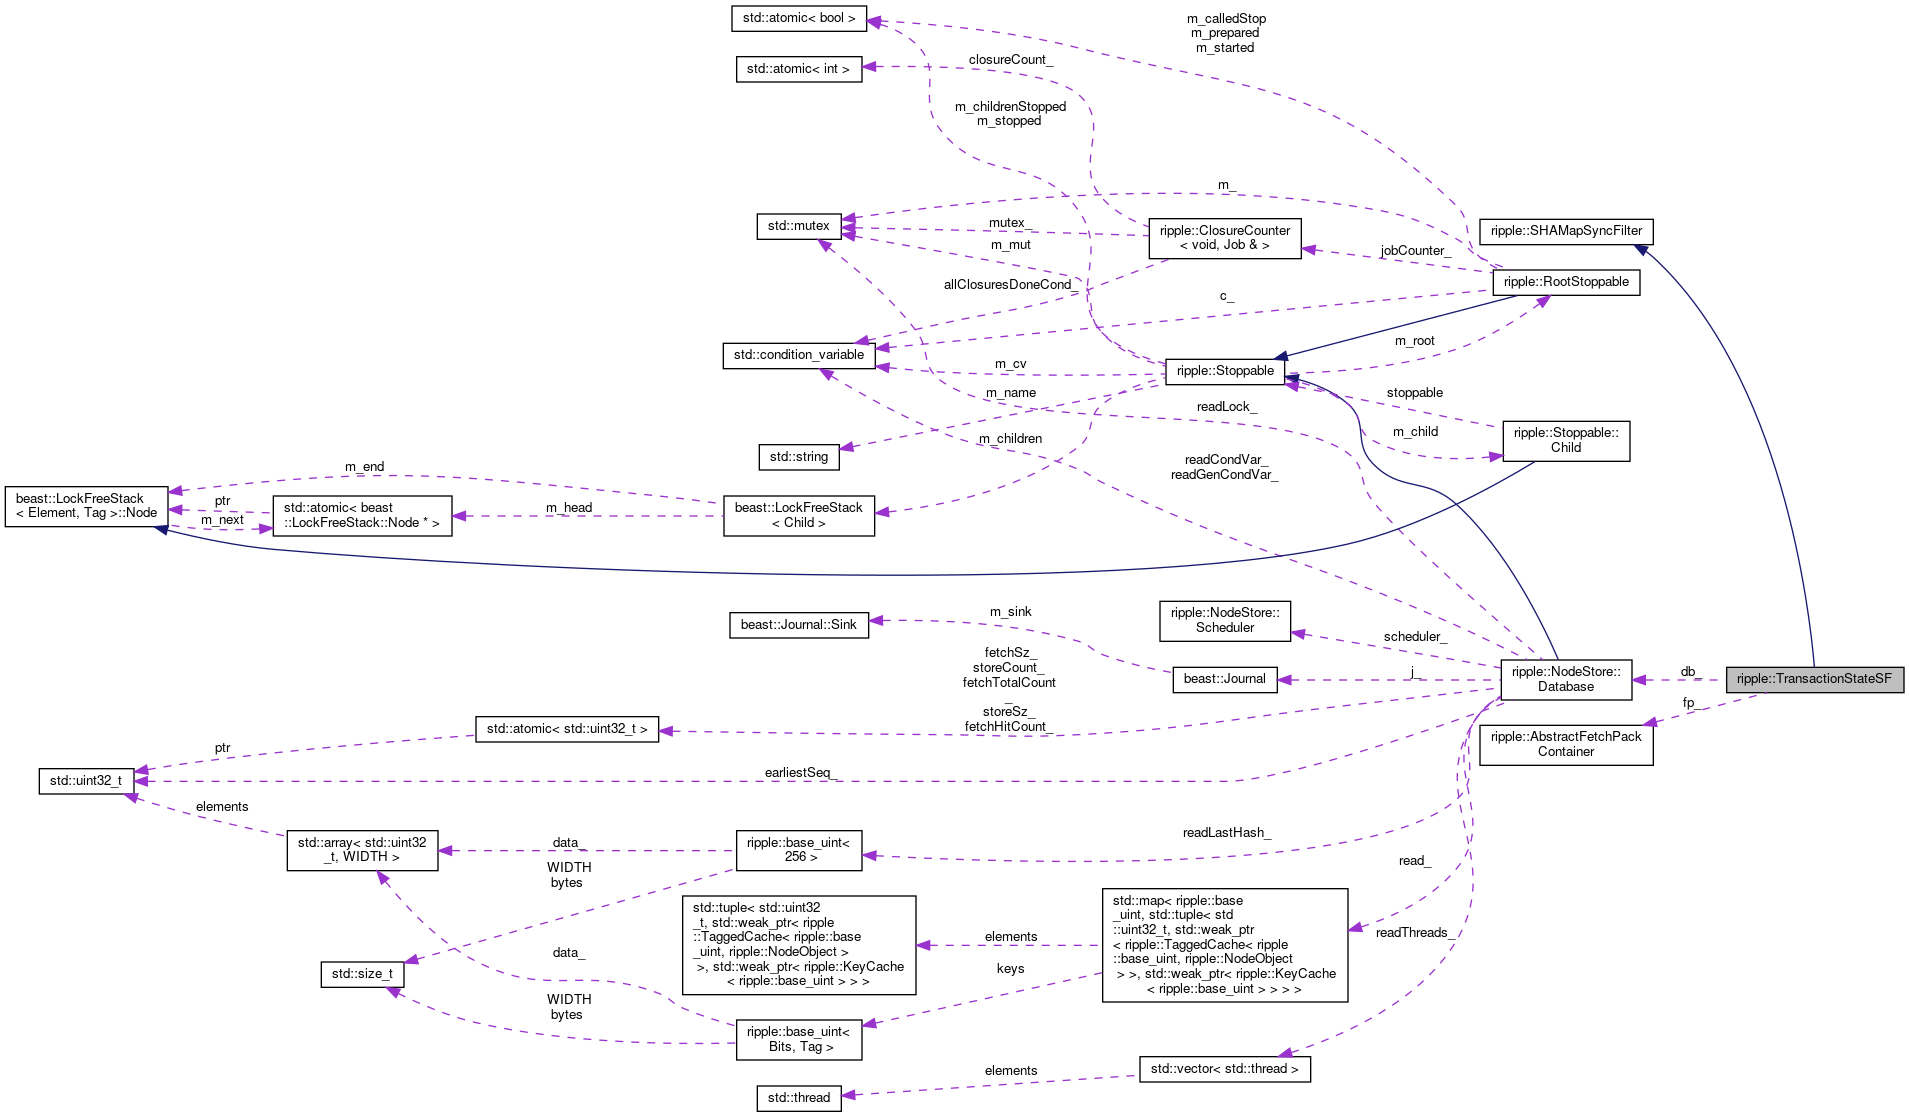 std::atomic< bool >
m_calledStop
m_prepared
m_started
std::atomic< int >
closureCount_
m_childrenStopped
m_stopped
m_
std::mutex
mutex_
m_mut
ripple::ClosureCounter
< void, Job & >
ripple::SHAMapSyncFilter
jobCounter_
ripple::RootStoppable
allClosuresDoneCond_
c_
std::condition_variable
m_cv
ripple::Stoppable
m_root
m_name
readLock_
stoppable
m_child
ripple::Stoppable::
Child
std::string
m_children
readCondVar_
readGenCondVar_
m_end
beast::LockFreeStack
< Element, Tag >::Node
ptr
m_next
std::atomic< beast
::LockFreeStack::Node * >
m_head
beast::LockFreeStack
< Child >
beast::Journal::Sink
m_sink
ripple::NodeStore::
Scheduler
scheduler_
fetchSz_
storeCount_
fetchTotalCount
_
storeSz_
fetchHitCount_
beast::Journal
j_
ripple::NodeStore::
Database
db_
ripple::TransactionStateSF
fp_
ripple::AbstractFetchPack
Container
std::atomic< std::uint32_t >
ptr
std::uint32_t
earliestSeq_
elements
std::array< std::uint32
_t, WIDTH >
data_
WIDTH
bytes
ripple::base_uint<
256 >
readLastHash_
read_
std::tuple< std::uint32
_t, std::weak_ptr< ripple
::TaggedCache< ripple::base
_uint, ripple::NodeObject >
>, std::weak_ptr< ripple::KeyCache
< ripple::base_uint > > >
elements
keys
std::map< ripple::base
_uint, std::tuple< std
::uint32_t, std::weak_ptr
< ripple::TaggedCache< ripple
::base_uint, ripple::NodeObject
> >, std::weak_ptr< ripple::KeyCache
< ripple::base_uint > > > >
readThreads_
data_
std::size_t
WIDTH
bytes
ripple::base_uint<
Bits, Tag >
std::vector< std::thread >
elements
std::thread